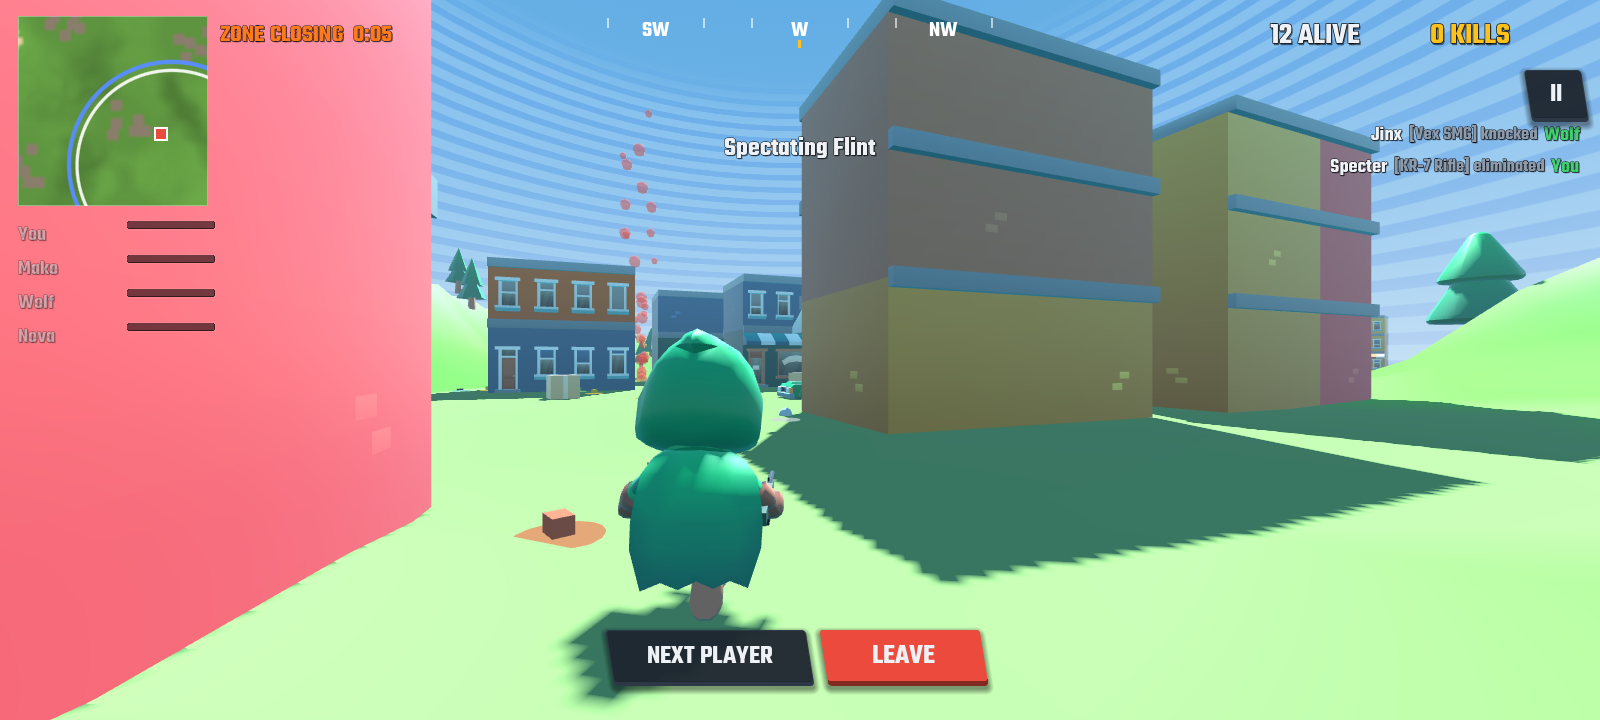 ZONE CLOSING 0:05
SW
W
NW
12 ALIVE
0 KILLS
Jinx [Vex SMG] knocked Wolf
Specter [KR-7 Rifle] eliminated You
Spectating Flint
You
Mako
Wolf
Nova
NEXT PLAYER
LEAVE